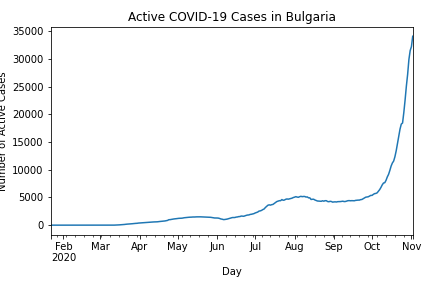 Active COVID-19 Cases in Bulgaria
Number of Active Cases
35000
30000
25000
20000
15000
10000
5000
0
Feb Mar Apr May Jun Jul Aug Sep Oct Nov
2020
Day